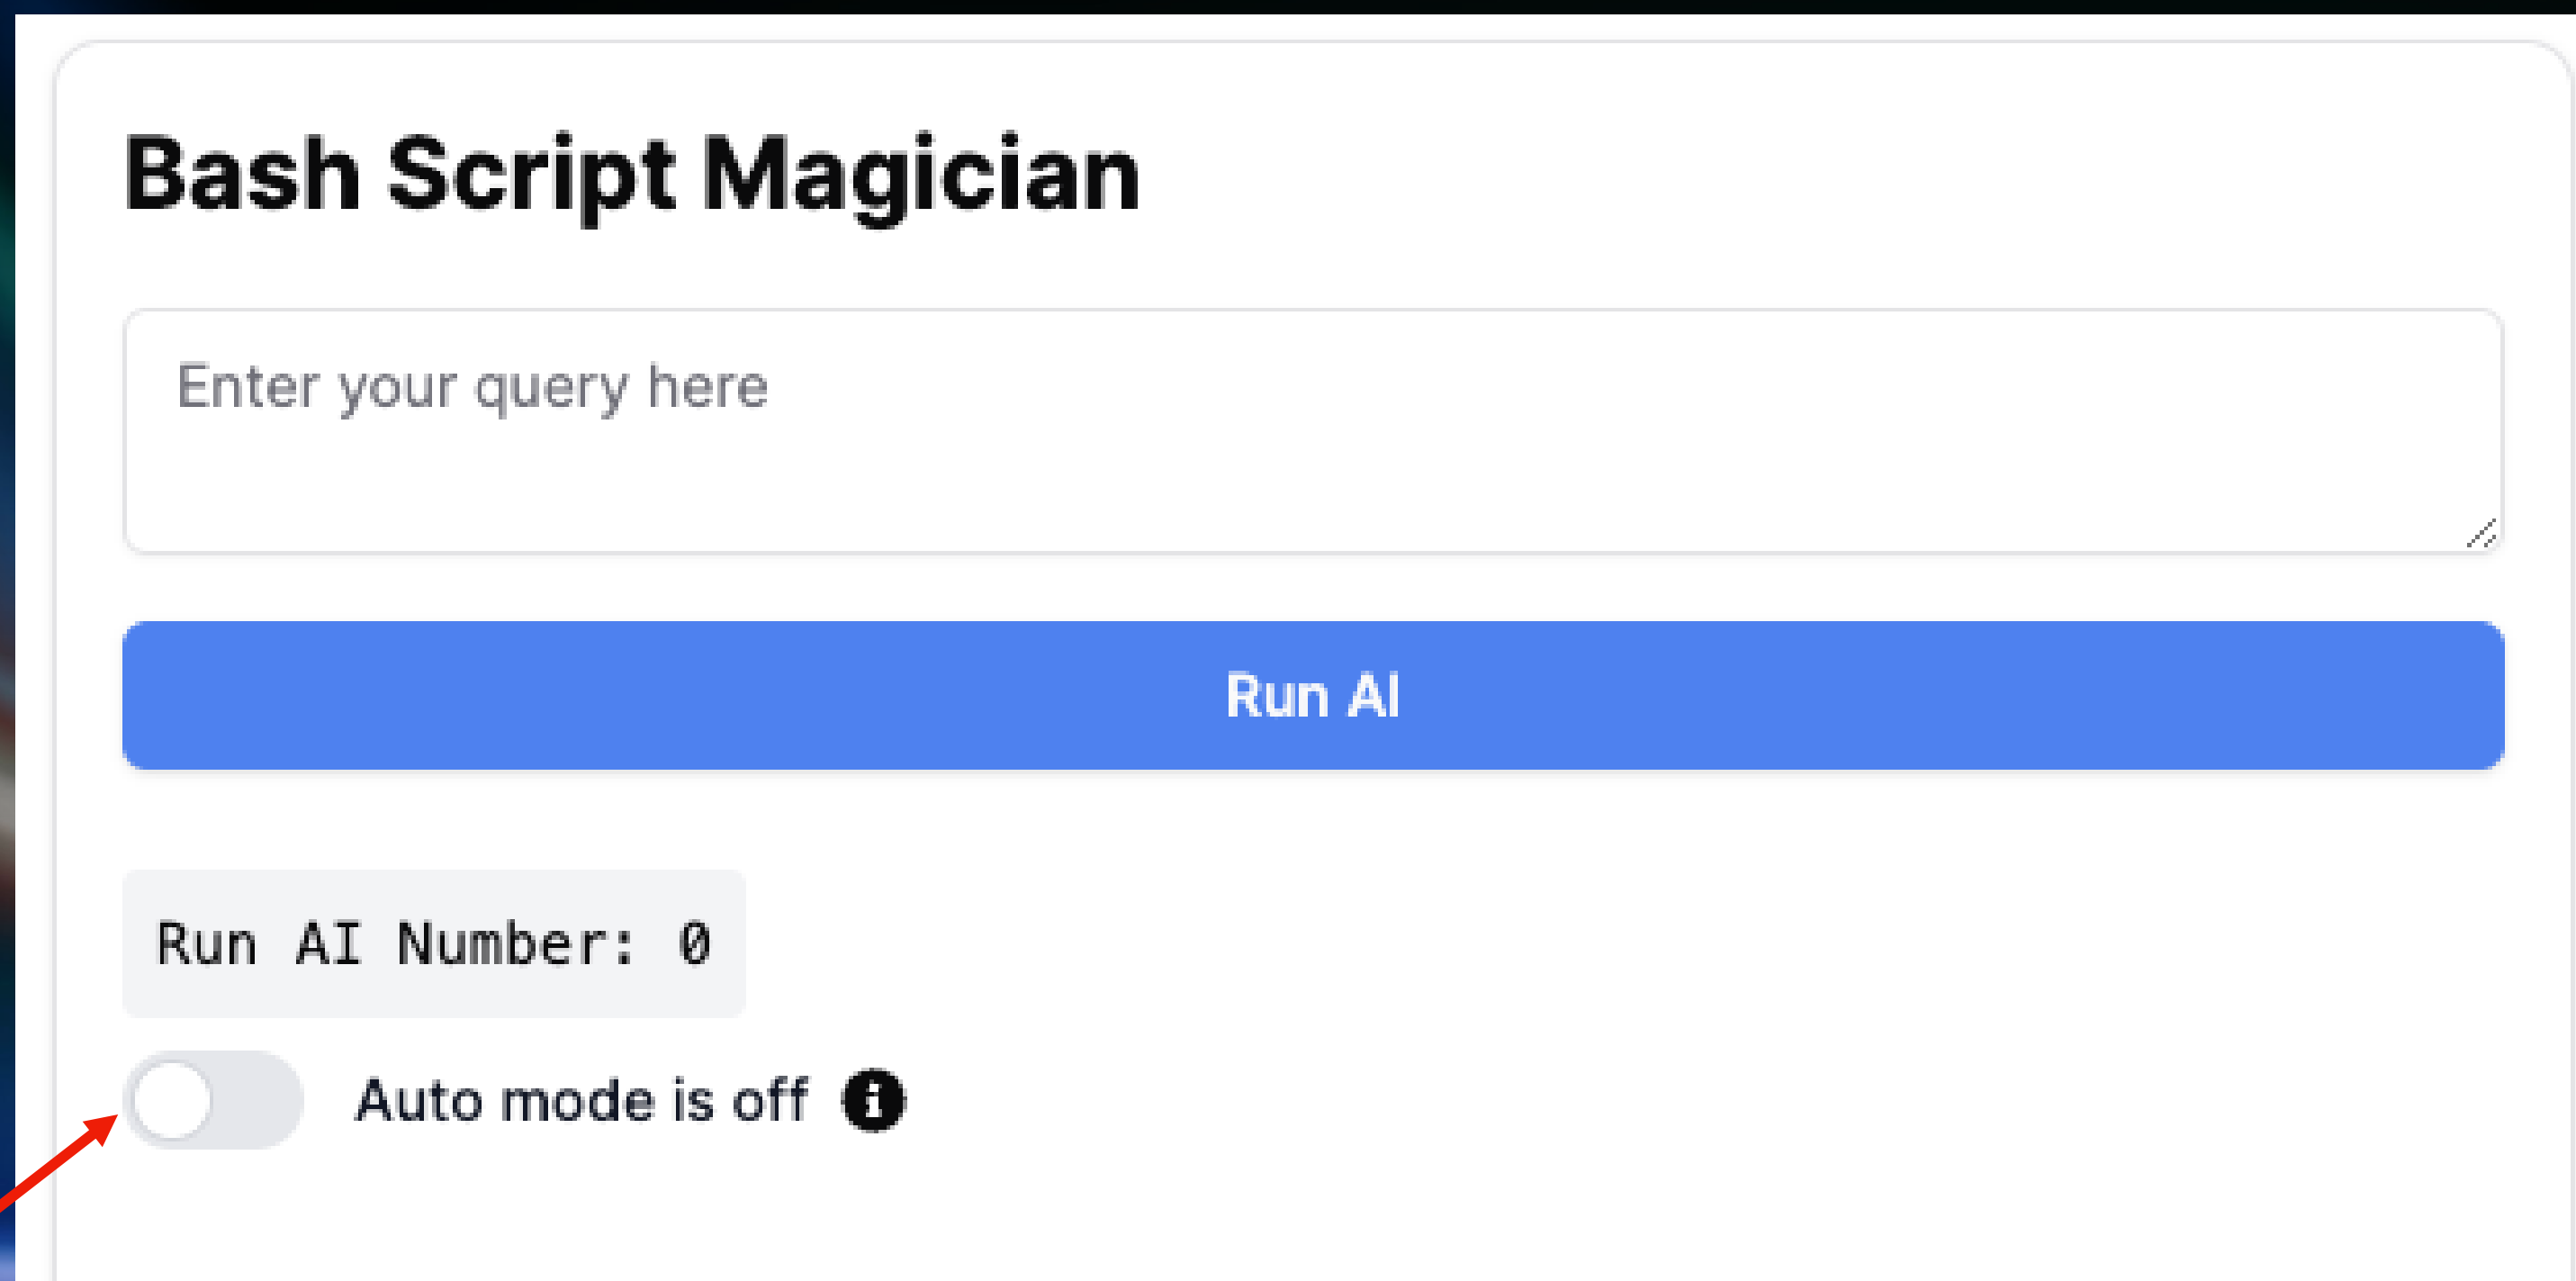 Bash Script Magician
Enter your query here
Run AI
Run AI Number: 0
Auto mode is off